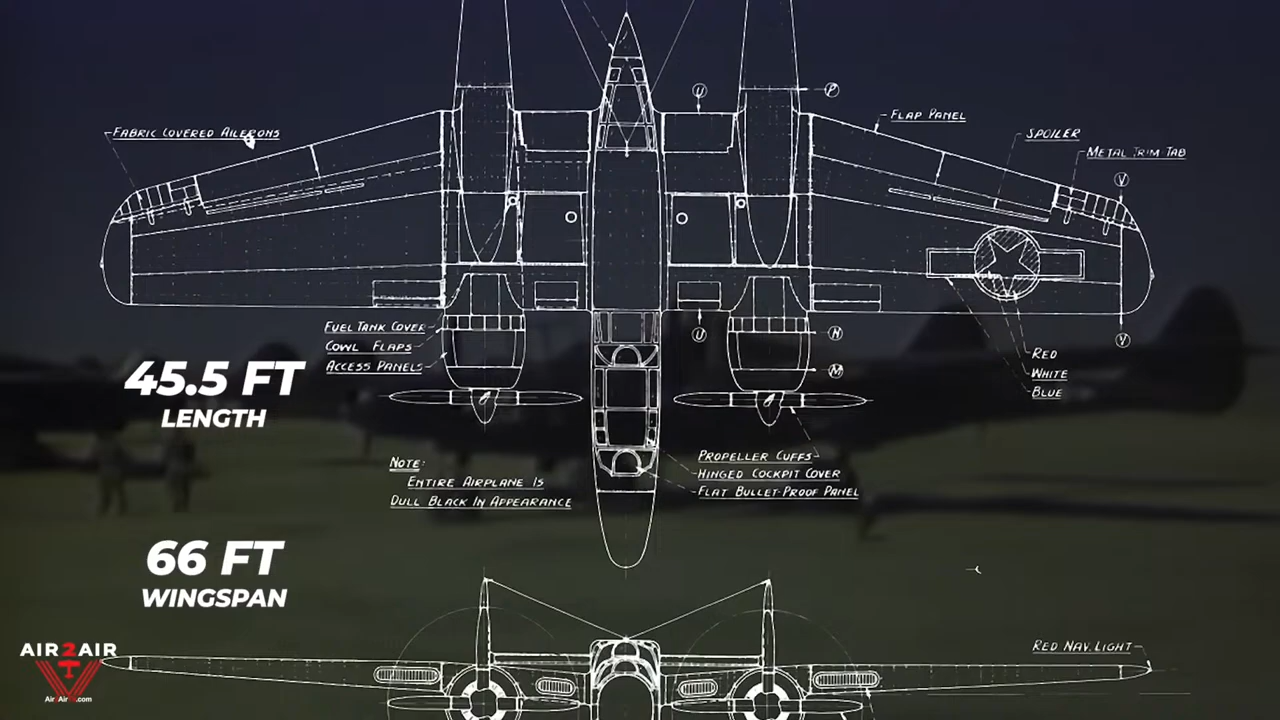 U
P
FLAP PANEL
FABRIC COVERED AILERONS
SPOILER
METAL TRIM TAB
V
FUEL TANK COVER
COWL FLAPS
ACCESS PANELS
U
N
M
V
RED
WHITE
BLUE
45.5 FT
LENGTH
NOTE:
ENTIRE AIRPLANE IS
DULL BLACK IN APPEARANCE
PROPELLER CUFFS
HINGED COCKPIT COVER
FLAT BULLET-PROOF PANEL
66 FT
WINGSPAN
RED NAV. LIGHT
AIR2AIR